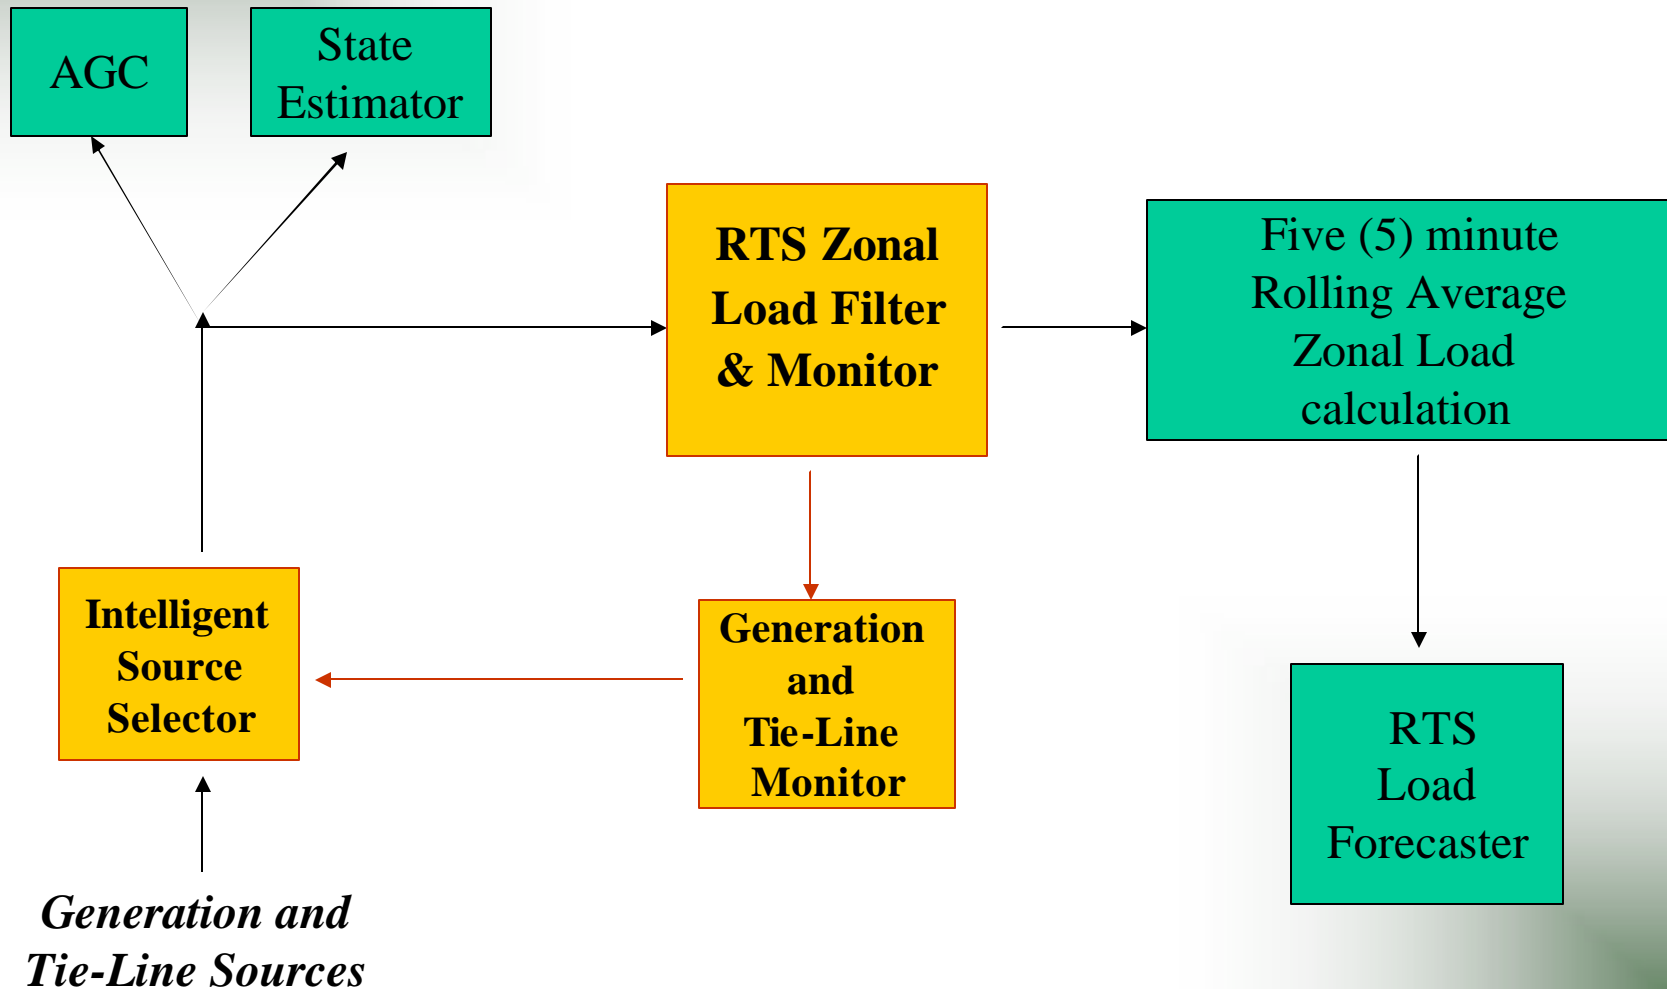 AGC
State
Estimator
RTS Zonal
Load Filter
& Monitor
Five (5) minute
Rolling Average
Zonal Load
calculation
Intelligent
Source
Selector
Generation
and
Tie-Line
Monitor
RTS
Load
Forecaster
Generation and
Tie-Line Sources